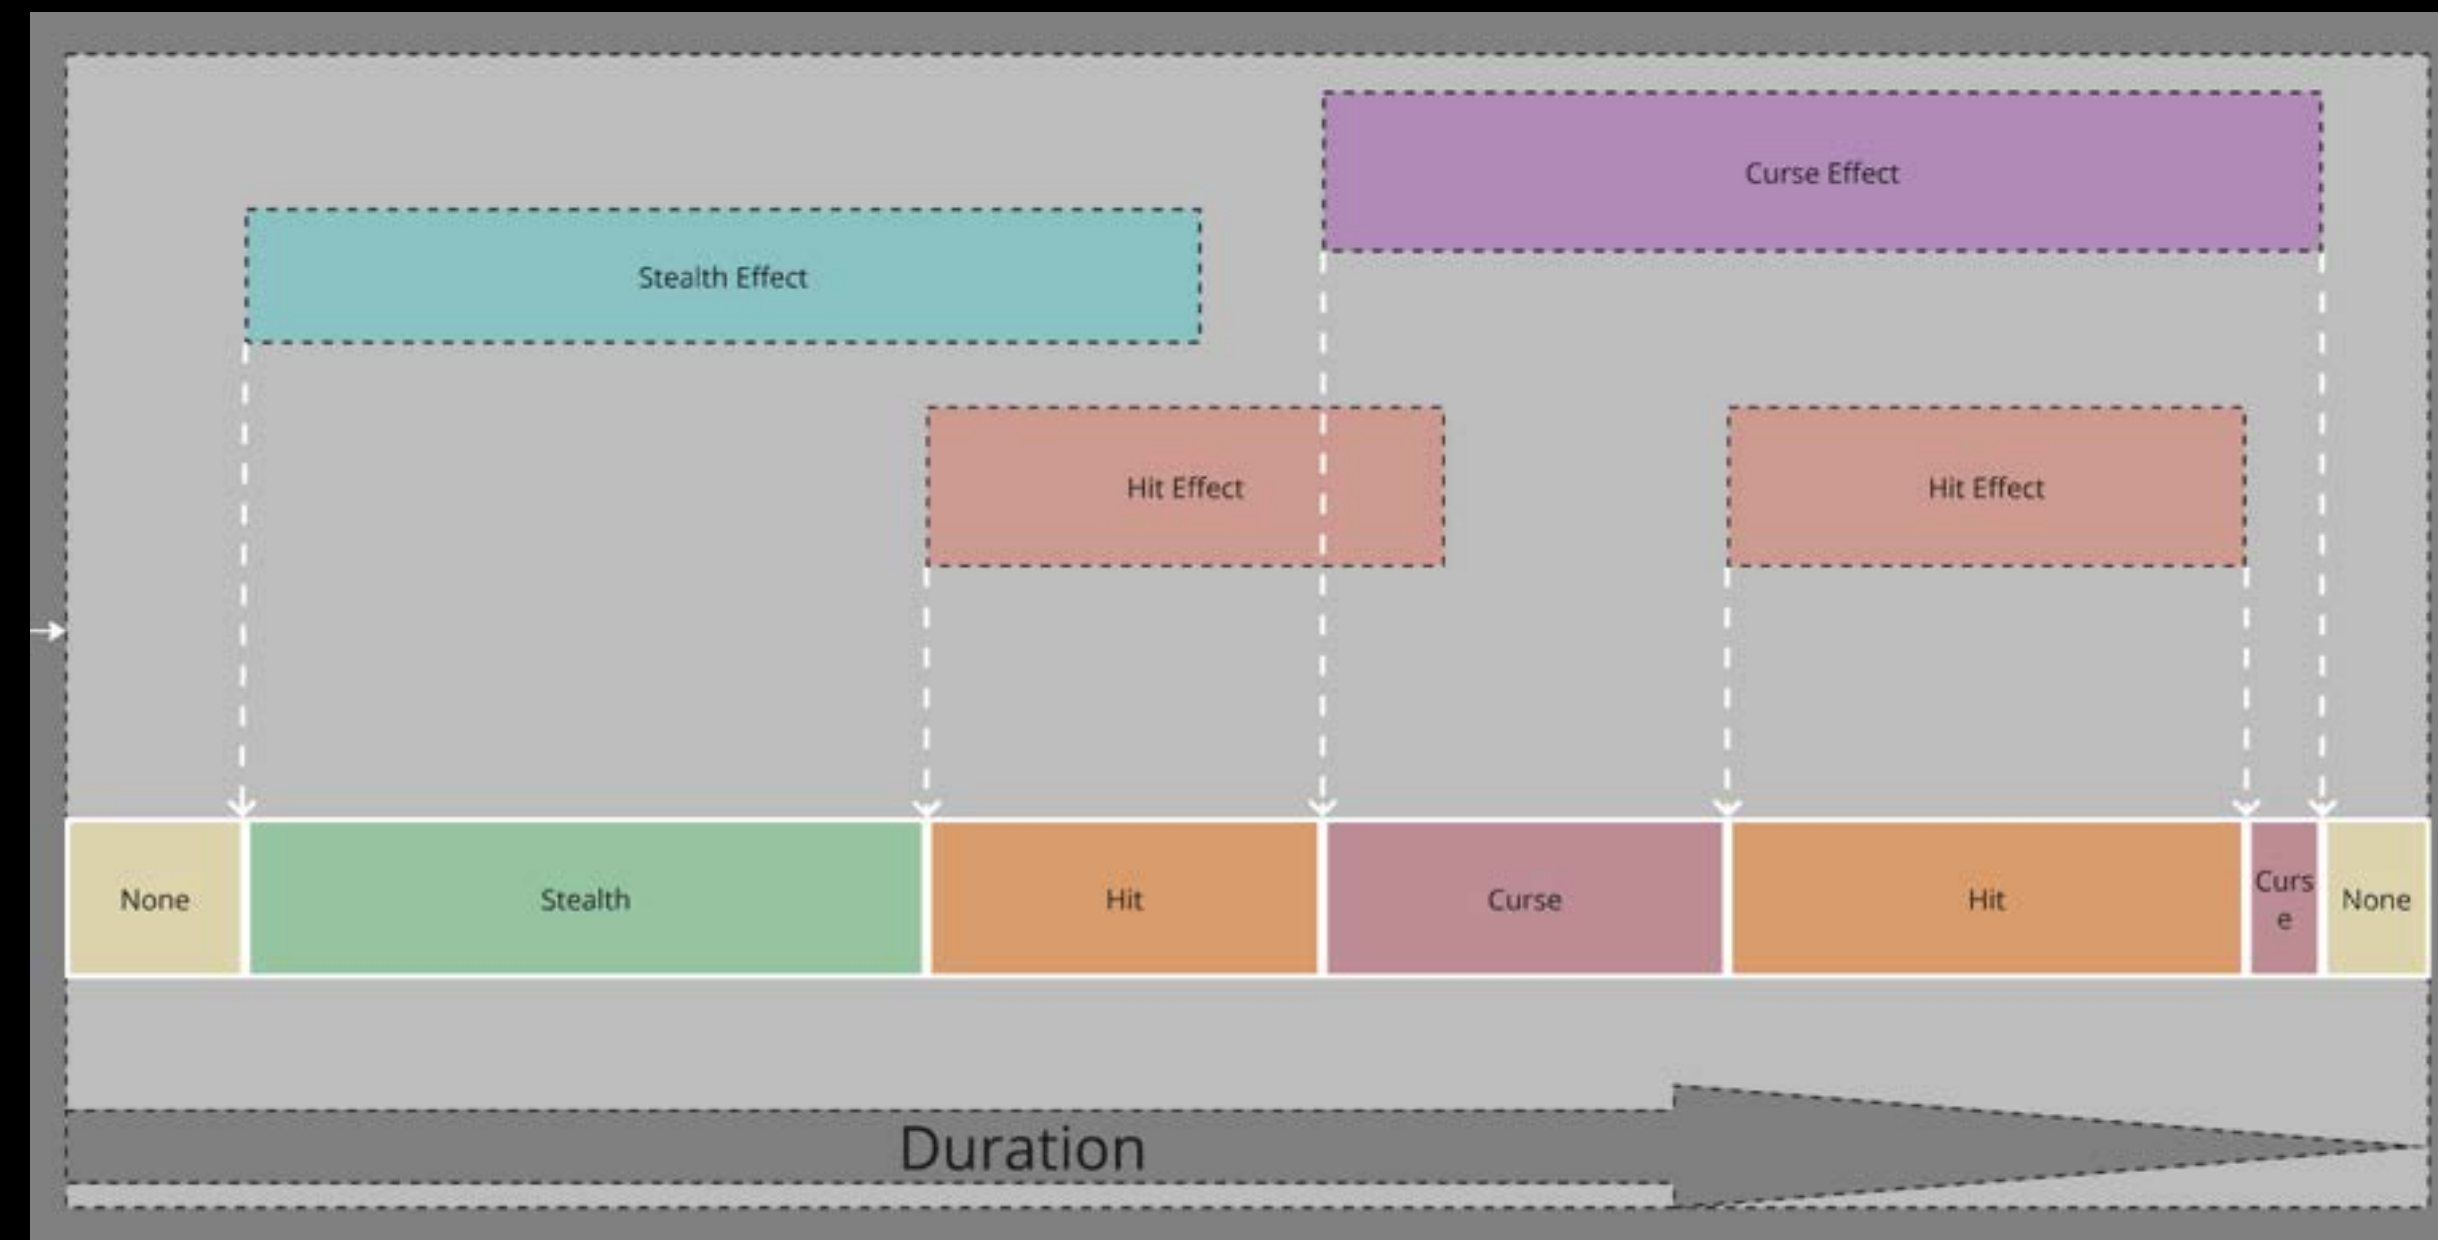 Curse Effect
Stealth Effect
Hit Effect
Hit Effect
None
Stealth
Hit
Curse
Hit
Curs
e
None
Duration